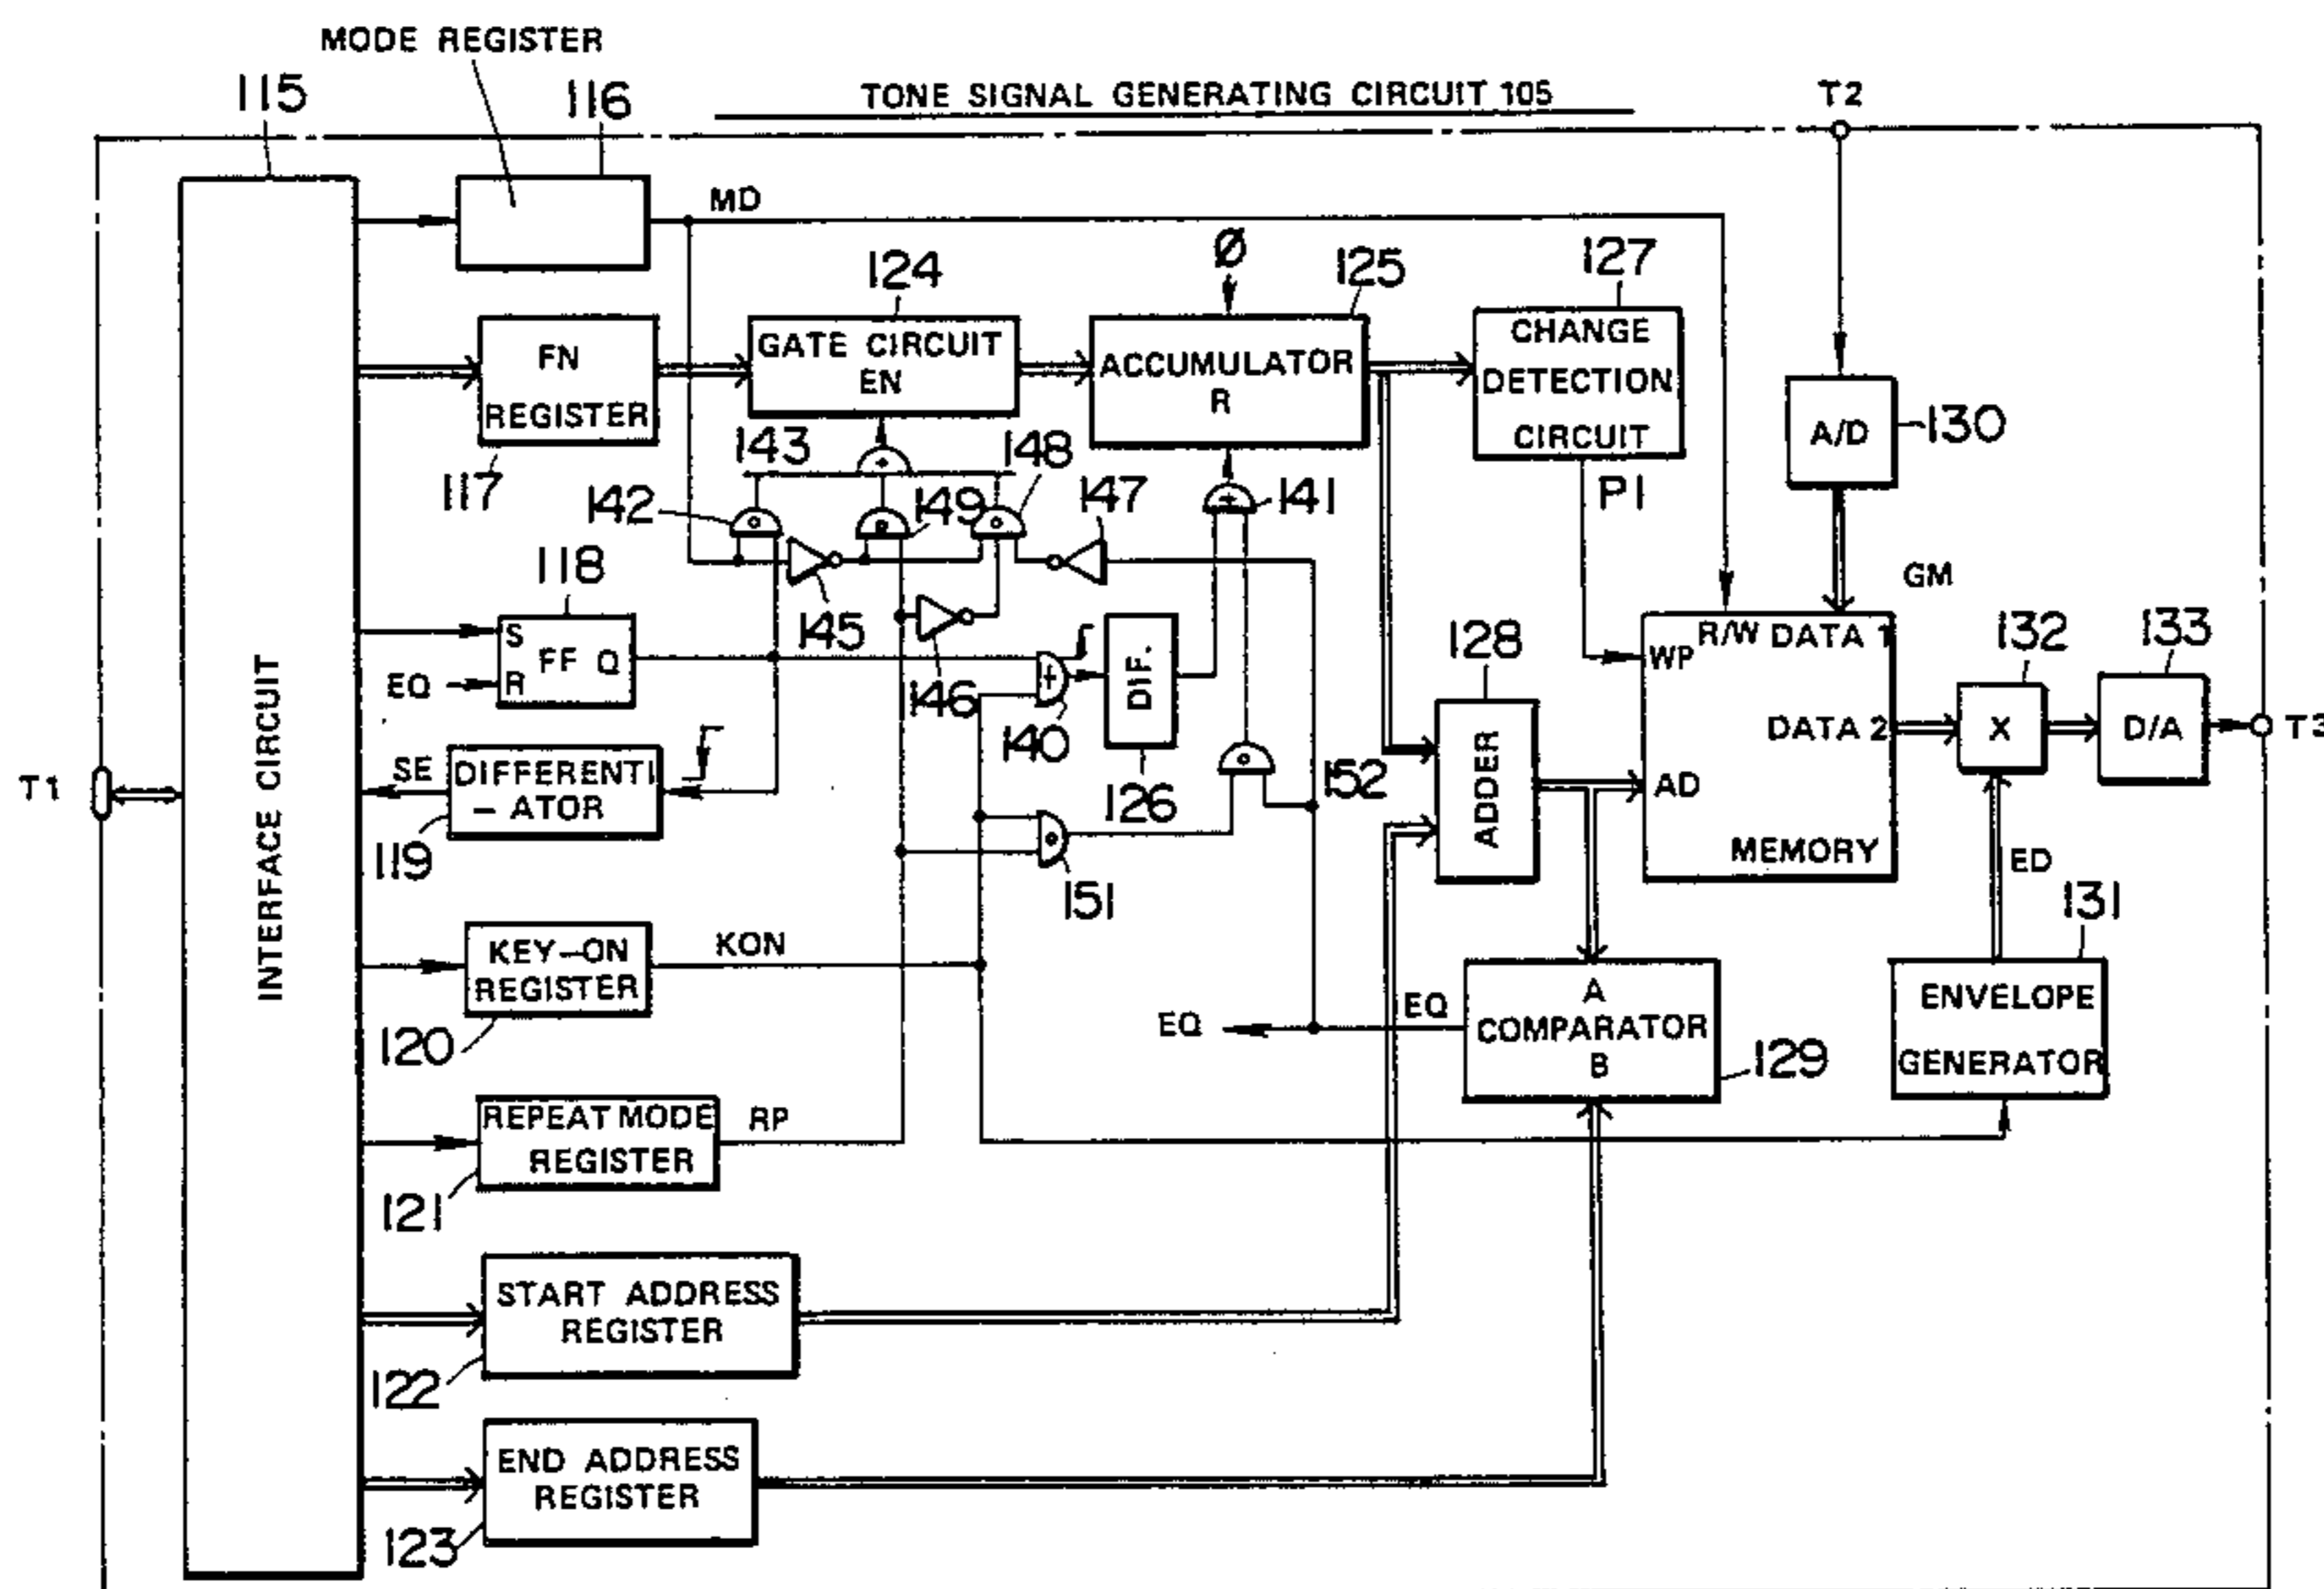 MODE REGISTER
115
116
TONE SIGNAL GENERATING CIRCUIT 105
T2
MD
124
Ø
125
127
FN
REGISTER
GATE CIRCUIT
EN
ACCUMULATOR
R
CHANGE
DETECTION
CIRCUIT
A/D
130
117
143
142
149
148
147
141
P1
GM
118
145
146
S
FF Q
R
EQ
140
DIF.
126
128
R/W DATA 1
WP
DATA 2
AD
MEMORY
132
133
X
D/A
T3
T1
INTERFACE CIRCUIT
SE
DIFFERENTI
- ATOR
119
152
151
ADDER
ED
131
KEY-ON
REGISTER
KON
120
EQ
EQ
A
COMPARATOR
B
129
ENVELOPE
GENERATOR
REPEAT MODE
REGISTER
RP
121
START ADDRESS
REGISTER
122
END ADDRESS
REGISTER
123